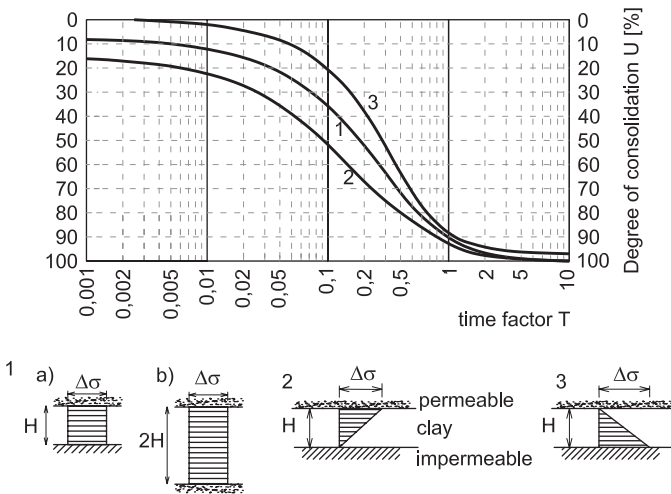 0 0
10 10
20 20
30 30
40 40
50 50
60 60
70 70
80 80
90 90
100 100
3
1
2
Degree of consolidation U [%]
0,001 0,002 0,005 0,01 0,02 0,05 0,1 0,2 0,5 1 2 5 10
time factor T
1 a) Δσ b) Δσ 2 Δσ 3 Δσ
permeable
H 2H H clay H
impermeable